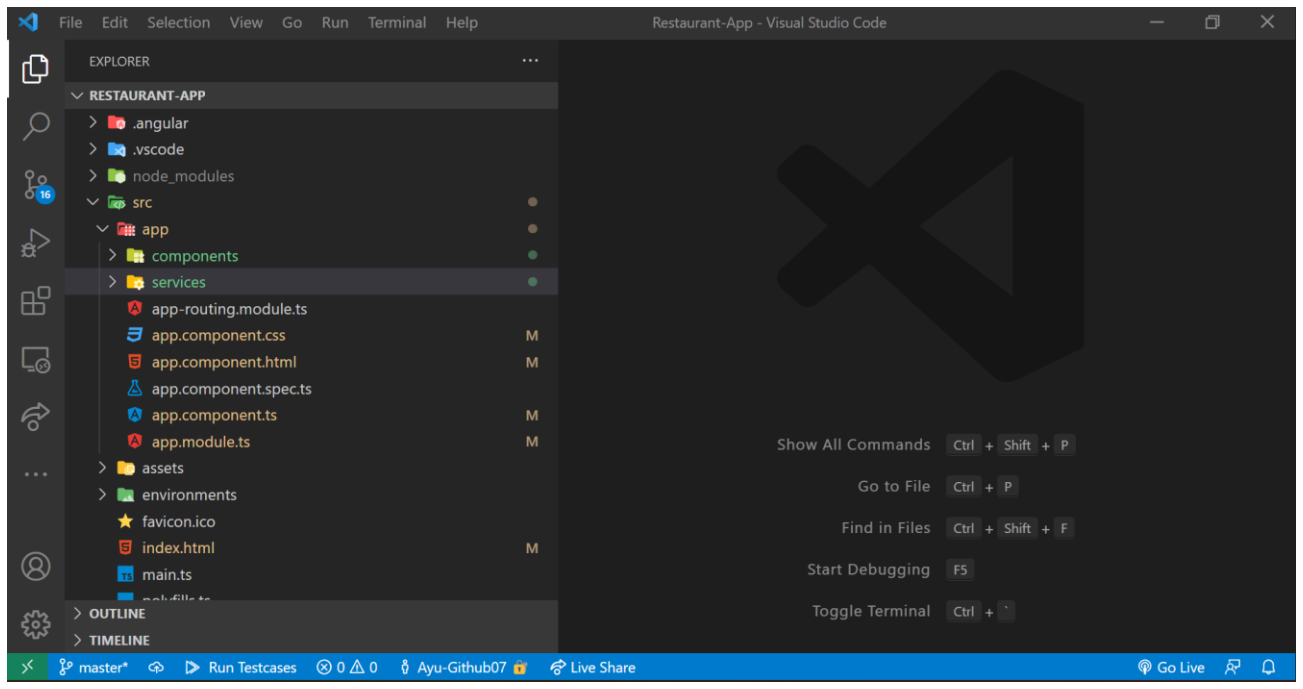 File Edit Selection View Go Run Terminal Help Restaurant-App - Visual Studio Code
EXPLORER
RESTAURANT-APP
.angular
.vscode
node_modules
src
app
components
services
app-routing.module.ts
app.component.css M
app.component.html M
app.component.spec.ts
app.component.ts M
app.module.ts M
assets
environments
favicon.ico
index.html M
main.ts
polyfills.ts
OUTLINE
TIMELINE
16
Show All Commands Ctrl + Shift + P
Go to File Ctrl + P
Find in Files Ctrl + Shift + F
Start Debugging F5
Toggle Terminal Ctrl + `
master* Run Testcases 0 0 Ayu-Github07 Live Share Go Live